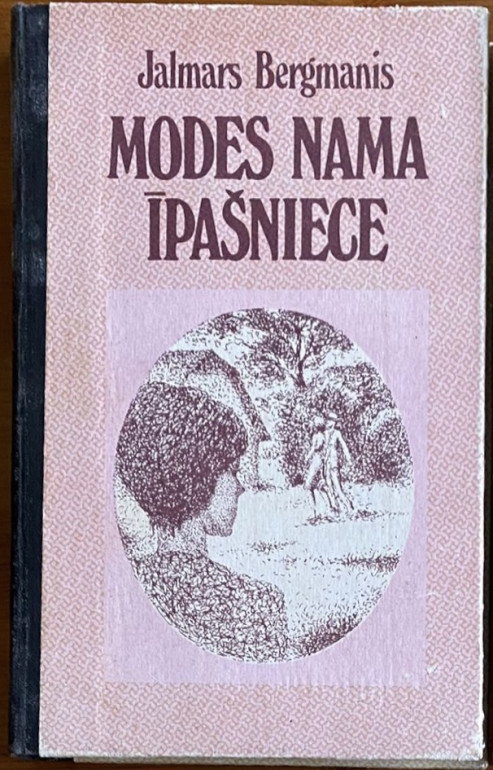 Jalmars Bergmanis
MODES NAMA
ĪPAŠNIECE